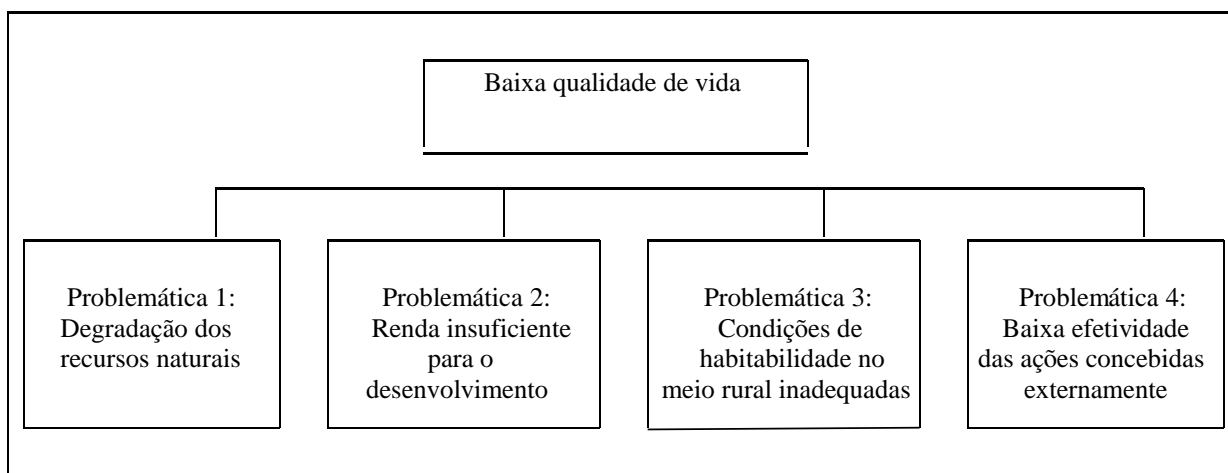 Baixa qualidade de vida
Problemática 1:
Degradação dos
recursos naturais
Problemática 2:
Renda insuficiente
para o
desenvolvimento
Problemática 3:
Condições de
habitabilidade no
meio rural inadequadas
Problemática 4:
Baixa efetividade
das ações concebidas
externamente